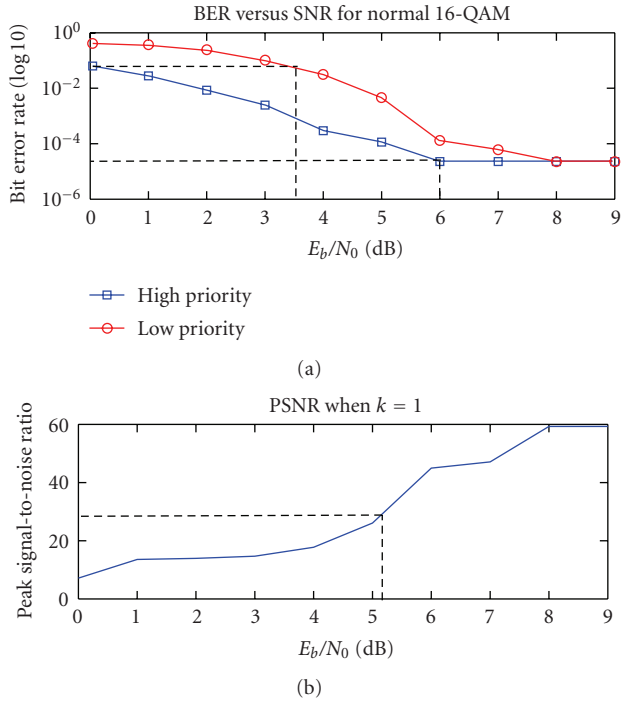 BER versus SNR for normal 16-QAM
Bit error rate (log10)
10^0
10^-2
10^-4
10^-6
0 1 2 3 4 5 6 7 8 9
E_b/N_0 (dB)
High priority
Low priority
(a)
PSNR when k = 1
Peak signal-to-noise ratio
60
40
20
0
0 1 2 3 4 5 6 7 8 9
E_b/N_0 (dB)
(b)